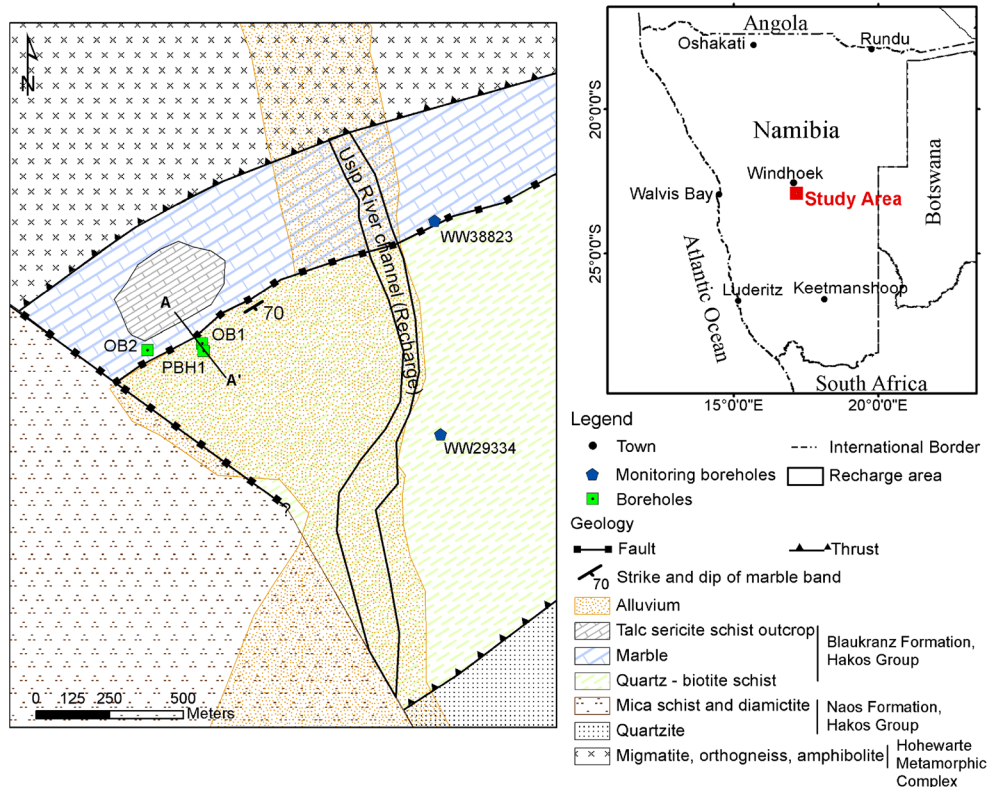 N
Usip River channel (Recharge)
WW38823
A
70
OB2
OB1
PBH1
A'
WW29334
?
0 125 250 500
Meters
Angola
Oshakati
Rundu
20°0'0"S
Namibia
Windhoek
Walvis Bay
Study Area
Botswana
25°0'0"S
Atlantic Ocean
Luderitz
Keetmanshoop
South Africa
15°0'0"E 20°0'0"E
Legend
Town
International Border
Monitoring boreholes
Recharge area
Boreholes
Geology
Fault
Thrust
70
Strike and dip of marble band
Alluvium
Talc sericite schist outcrop
Marble
Quartz - biotite schist
Blaukranz Formation,
Hakos Group
Mica schist and diamictite
Quartzite
Naos Formation,
Hakos Group
Migmatite, orthogneiss, amphibolite
Hohewarte
Metamorphic
Complex